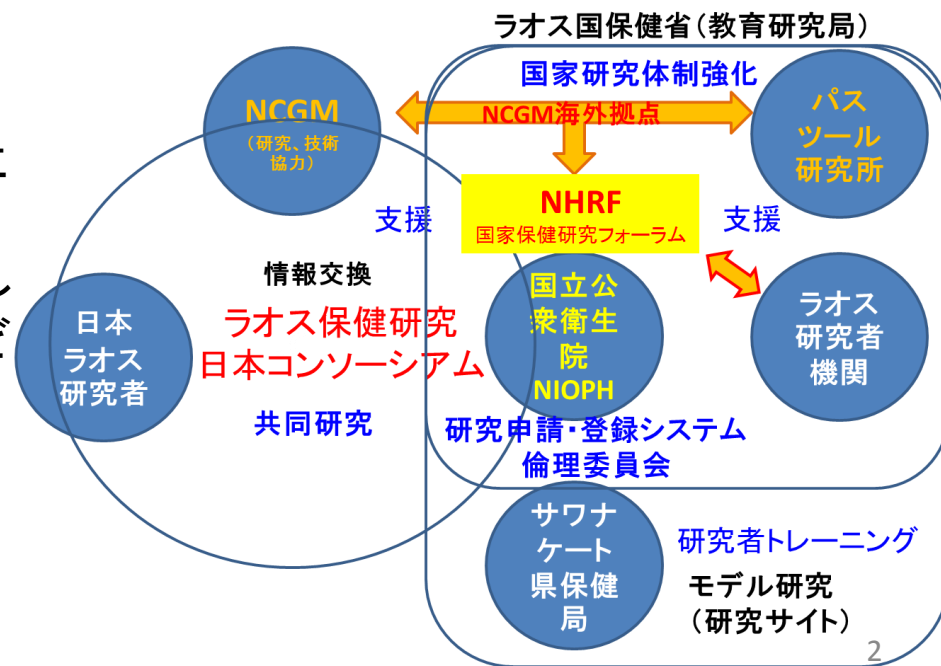 ラオス国保健省(教育研究局)
国家研究体制強化
NCGM
(研究、技術
協力)
NCGM海外拠点
パス
ツール
研究所
NHRF
国家保健研究フォーラム
支援
支援
情報交換
ラオス保健研究
日本コンソーシアム
共同研究
日本
ラオス
研究者
国立公
衆衛生
院
NIOPH
ラオス
研究者
機関
研究申請・登録システム
倫理委員会
サワナ
ケート
県保健
局
研究者トレーニング
モデル研究
(研究サイト)
2